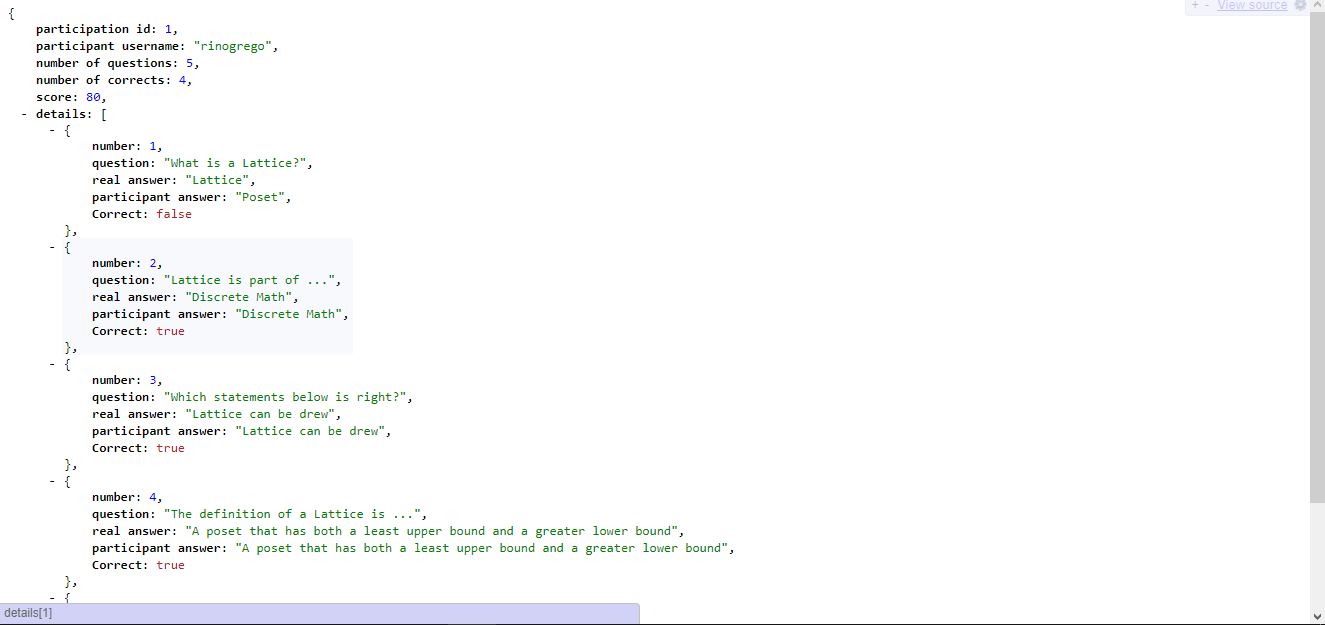 + - View source
{
participation id: 1,
participant username: "rinogrego",
number of questions: 5,
number of corrects: 4,
score: 80,
- details: [
- {
number: 1,
question: "What is a Lattice?",
real answer: "Lattice",
participant answer: "Poset",
Correct: false
},
- {
number: 2,
question: "Lattice is part of ...",
real answer: "Discrete Math",
participant answer: "Discrete Math",
Correct: true
},
- {
number: 3,
question: "Which statements below is right?",
real answer: "Lattice can be drew",
participant answer: "Lattice can be drew",
Correct: true
},
- {
number: 4,
question: "The definition of a Lattice is ...",
real answer: "A poset that has both a least upper bound and a greater lower bound",
participant answer: "A poset that has both a least upper bound and a greater lower bound",
Correct: true
},
- {
details[1]